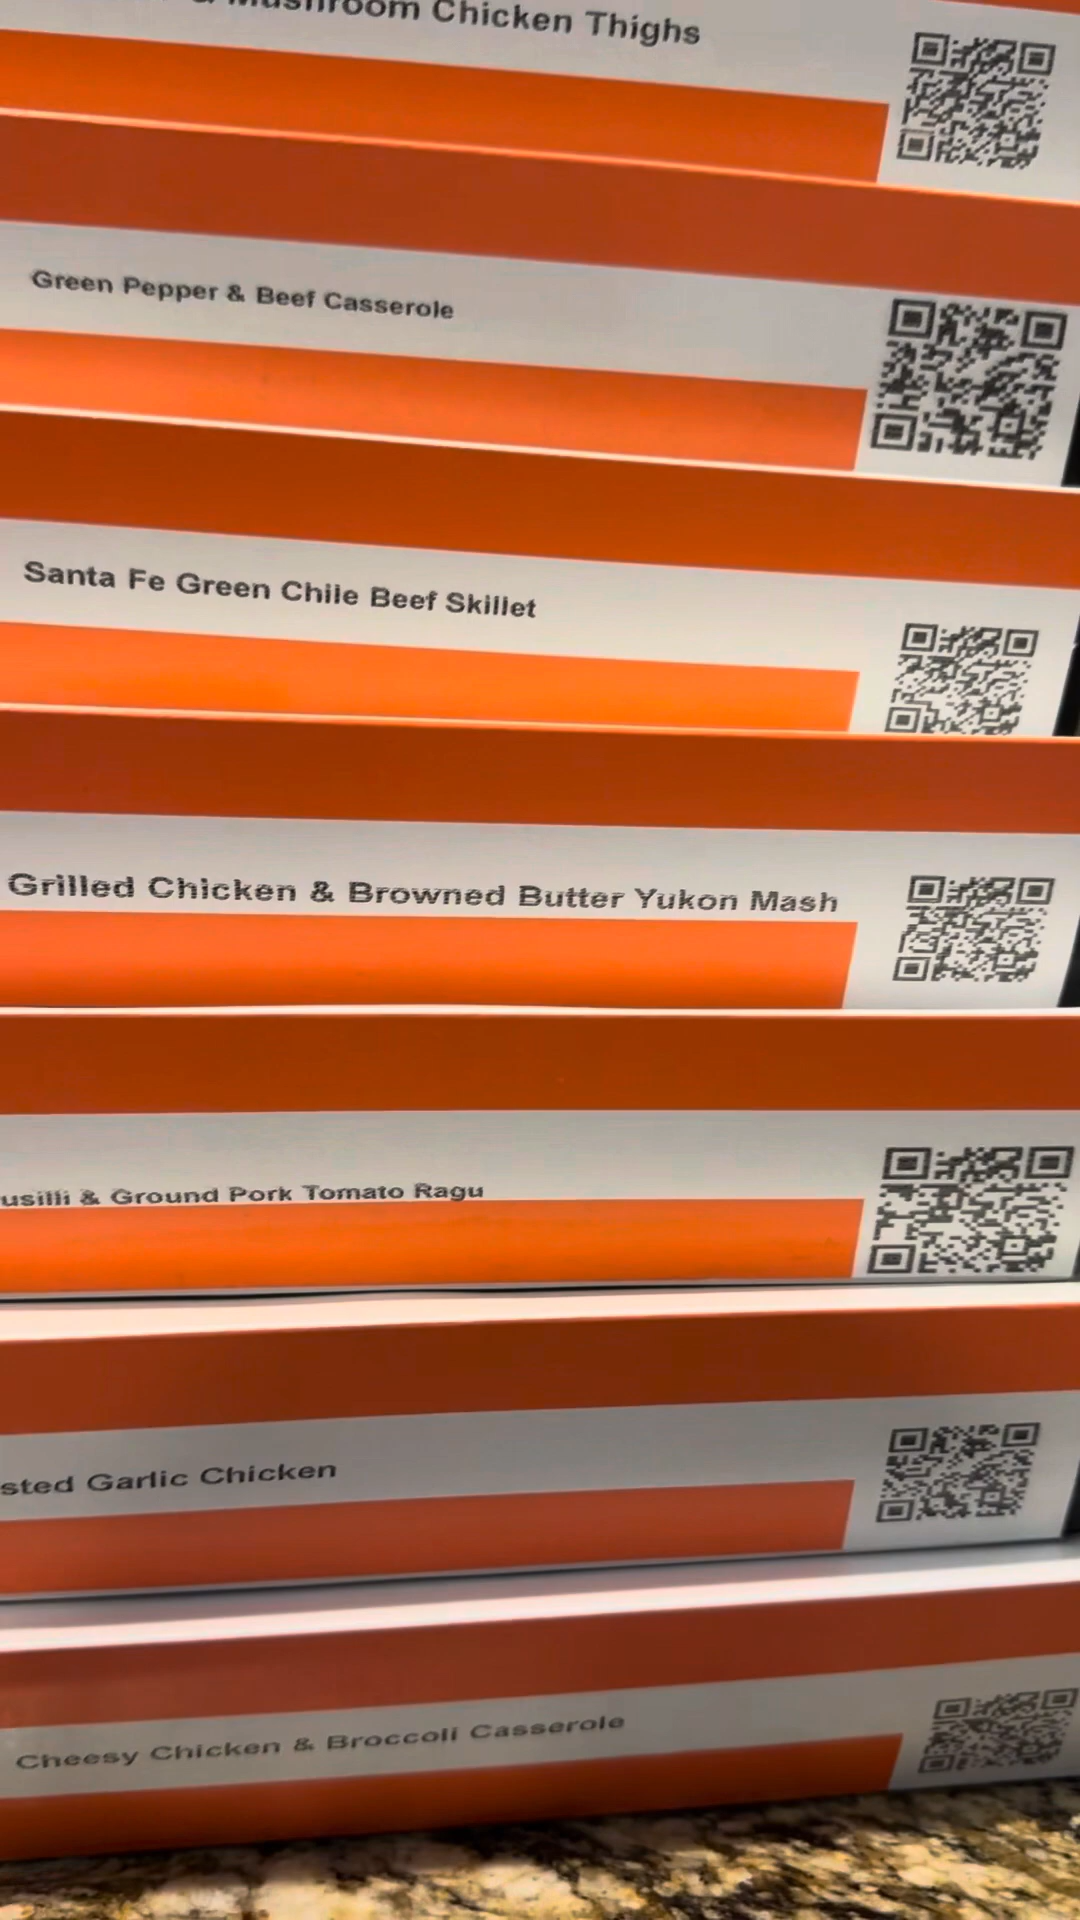 Mushroom Chicken Thighs
Green Pepper & Beef Casserole
Santa Fe Green Chile Beef Skillet
Grilled Chicken & Browned Butter Yukon Mash
usilli & Ground Pork Tomato Ragu
sted Garlic Chicken
Cheesy Chicken & Broccoli Casserole